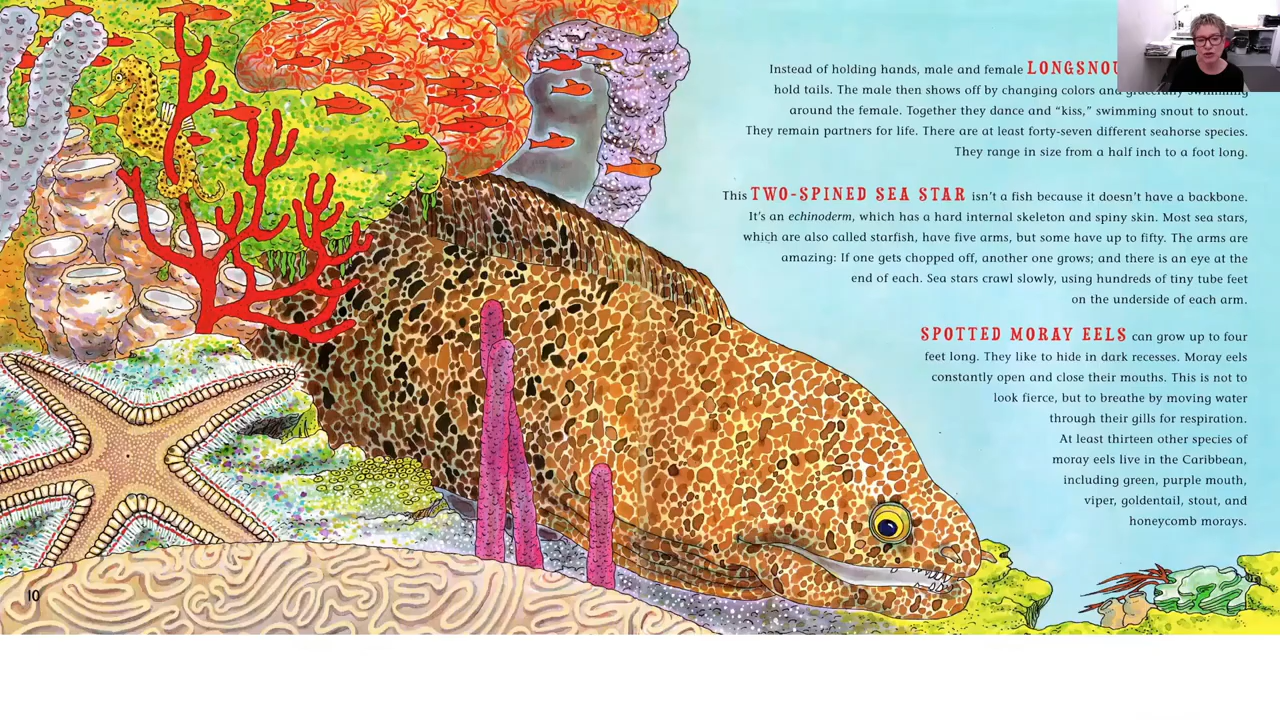 Instead of holding hands, male and female LONGSNOU
hold tails. The male then shows off by changing colors and gracefully swimming
around the female. Together they dance and “kiss,” swimming snout to snout.
They remain partners for life. There are at least forty-seven different seahorse species.
They range in size from a half inch to a foot long.
This TWO-SPINED SEA STAR isn’t a fish because it doesn’t have a backbone.
It’s an echinoderm, which has a hard internal skeleton and spiny skin. Most sea stars,
which are also called starfish, have five arms, but some have up to fifty. The arms are
amazing: If one gets chopped off, another one grows; and there is an eye at the
end of each. Sea stars crawl slowly, using hundreds of tiny tube feet
on the underside of each arm.
SPOTTED MORAY EELS can grow up to four
feet long. They like to hide in dark recesses. Moray eels
constantly open and close their mouths. This is not to
look fierce, but to breathe by moving water
through their gills for respiration.
At least thirteen other species of
moray eels live in the Caribbean,
including green, purple mouth,
viper, goldentail, stout, and
honeycomb morays.
10